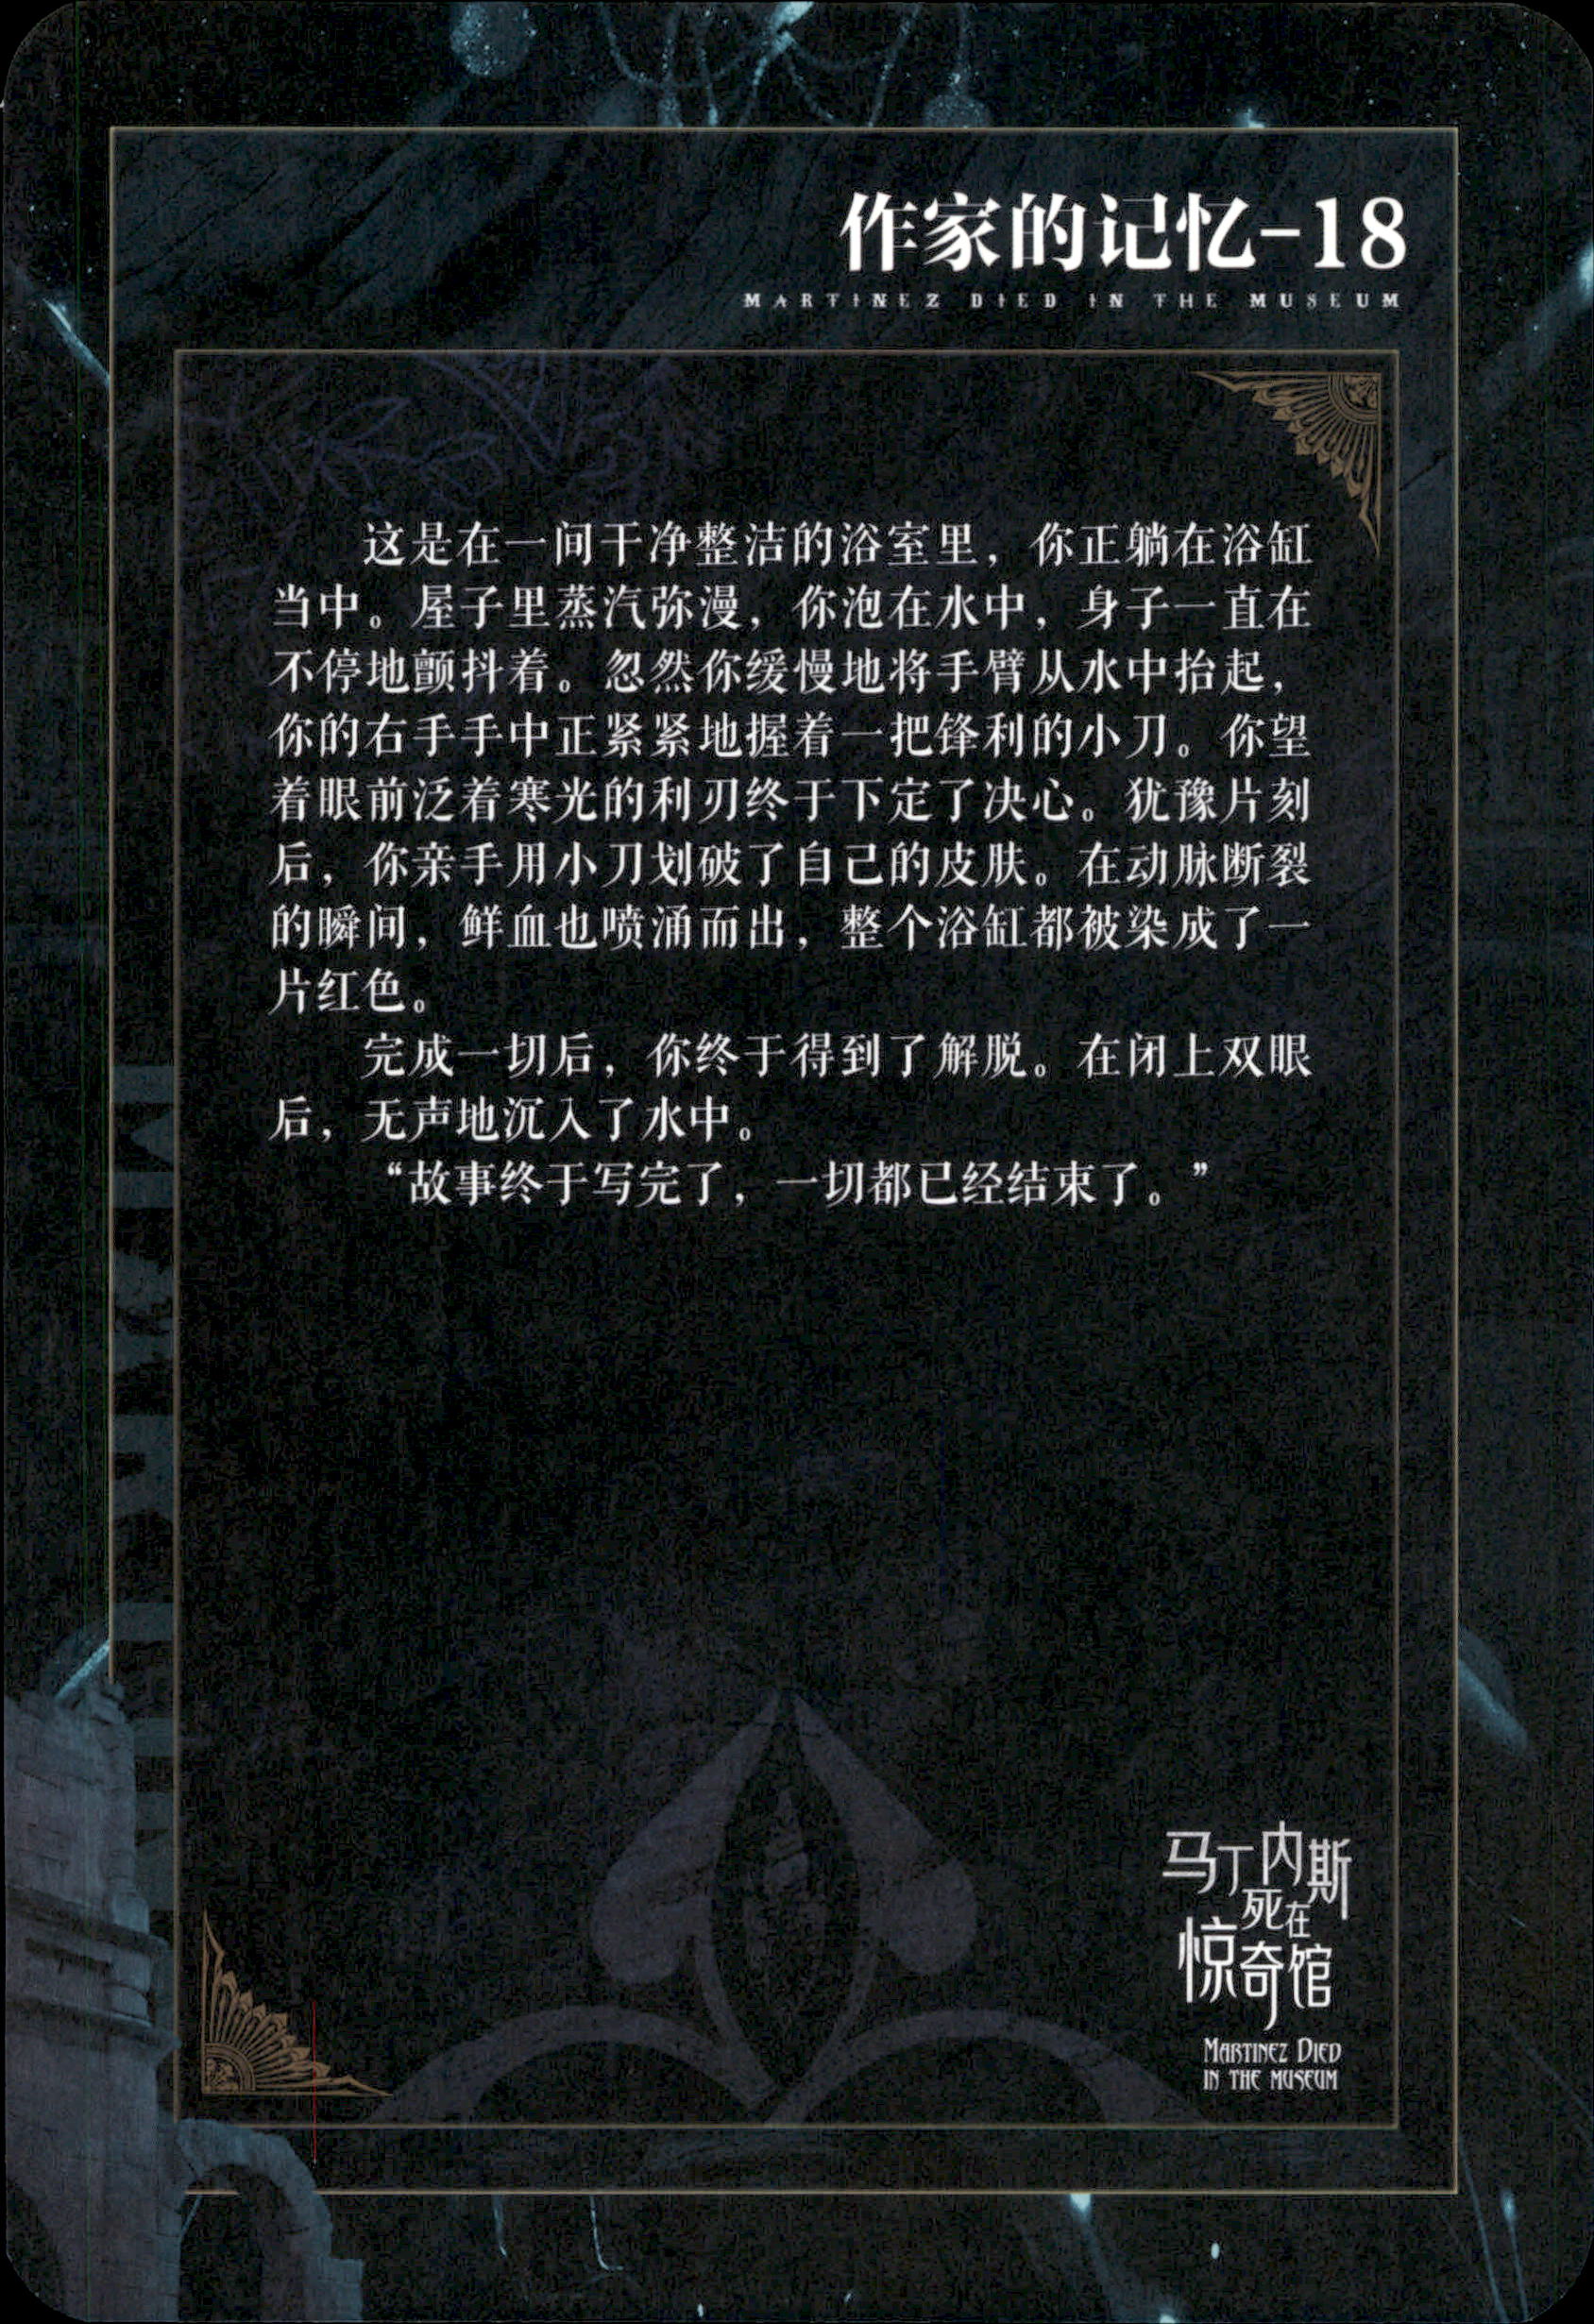 作家的记忆-18
MARTINEZ DIED IN THE MUSEUM
这是在一间干净整洁的浴室里，你正躺在浴缸
当中。屋子里蒸汽弥漫，你泡在水中，身子一直在
不停地颤抖着。忽然你缓慢地将手臂从水中抬起，
你的右手手中正紧紧地握着一把锋利的小刀。你望
着眼前泛着寒光的利刃终于下定了决心。犹豫片刻
后，你亲手用小刀划破了自己的皮肤。在动脉断裂
的瞬间，鲜血也喷涌而出，整个浴缸都被染成了一
片红色。
完成一切后，你终于得到了解脱。在闭上双眼
后，无声地沉入了水中。
“故事终于写完了，一切都已经结束了。”
马丁内斯
死在
惊奇馆
MARTINEZ DIED
IN THE MUSEUM